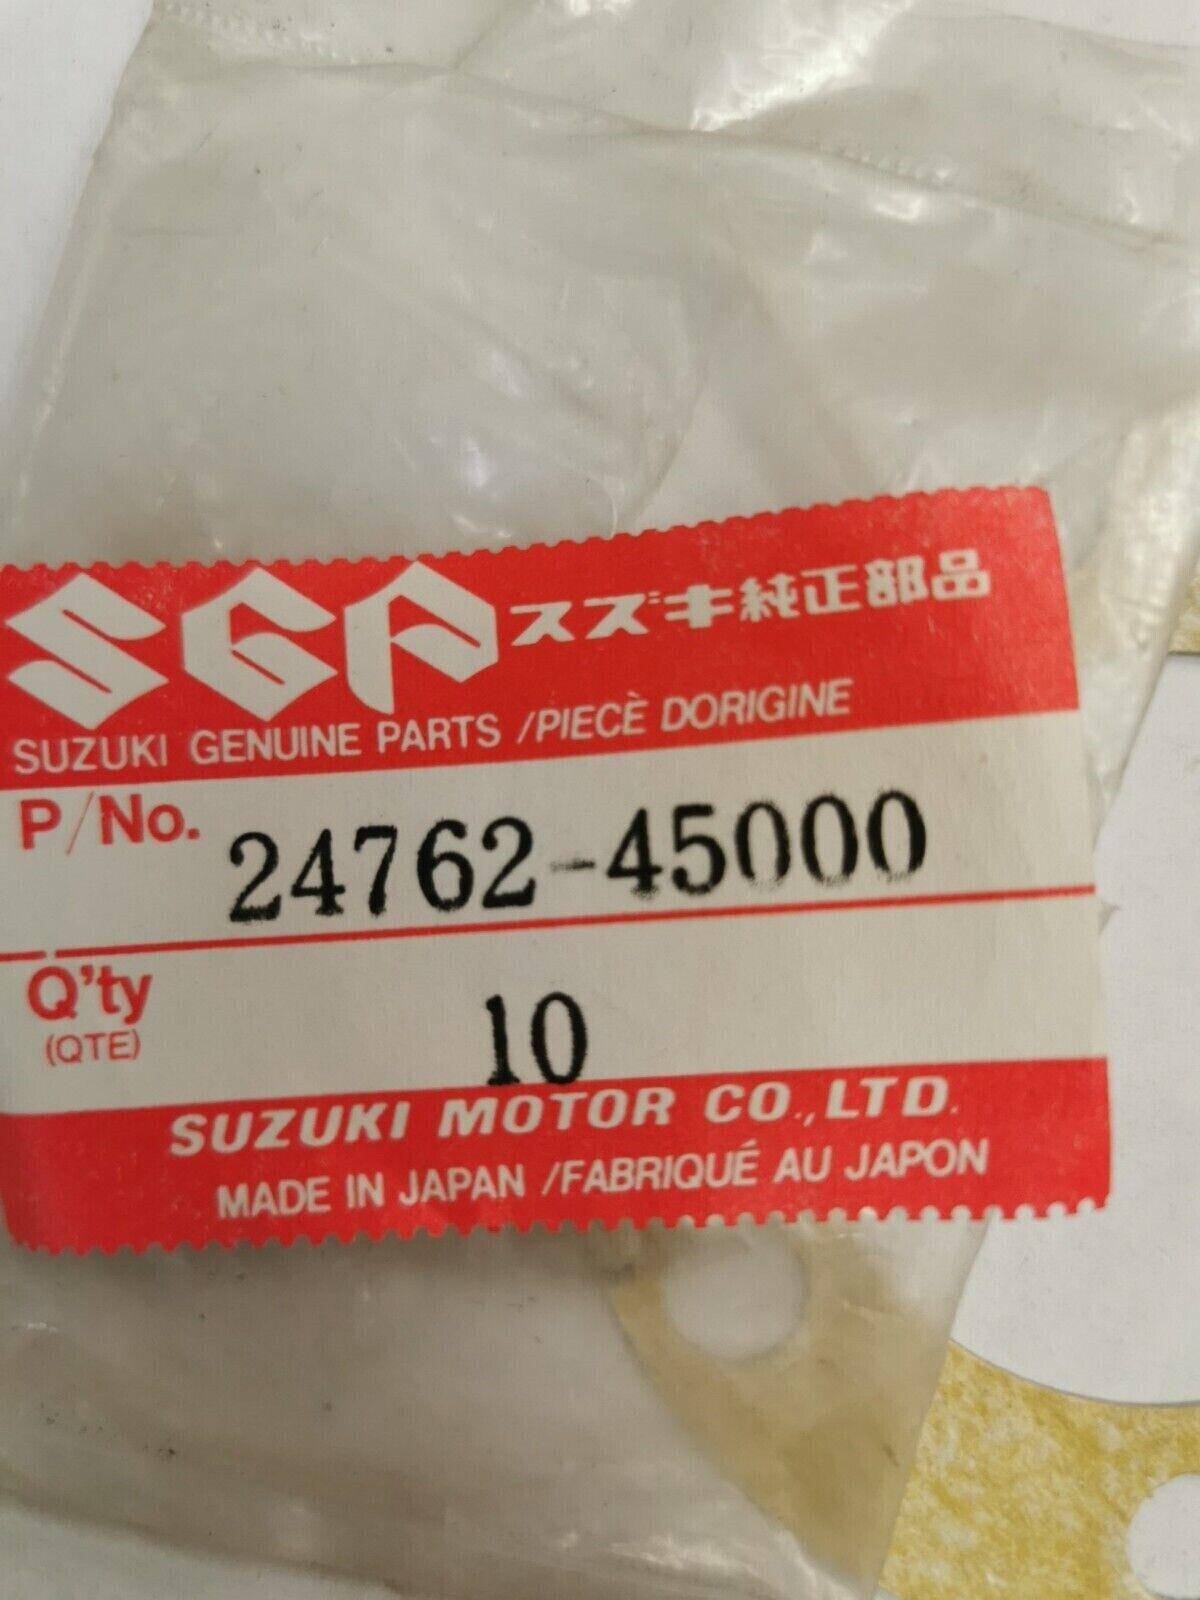 SGP スズキ純正部品
SUZUKI GENUINE PARTS /PIECÈ DORIGINE
P/No. 24762-45000
Q'ty 10
(QTE)
SUZUKI MOTOR CO.,LTD.
MADE IN JAPAN /FABRIQUÉ AU JAPON